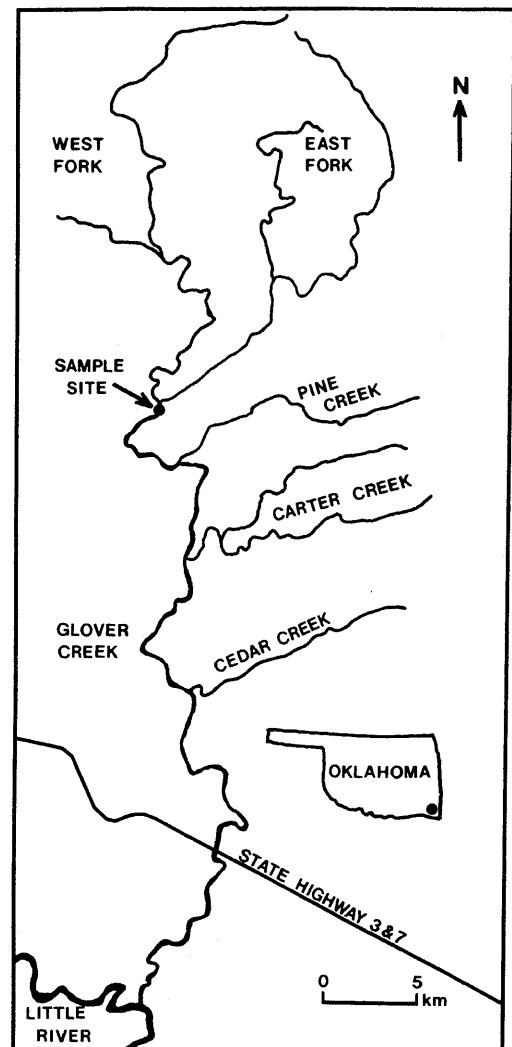 N
WEST
FORK
EAST
FORK
SAMPLE
SITE
PINE
CREEK
CARTER CREEK
GLOVER
CREEK
CEDAR CREEK
OKLAHOMA
STATE HIGHWAY 3&7
0 5
km
LITTLE
RIVER